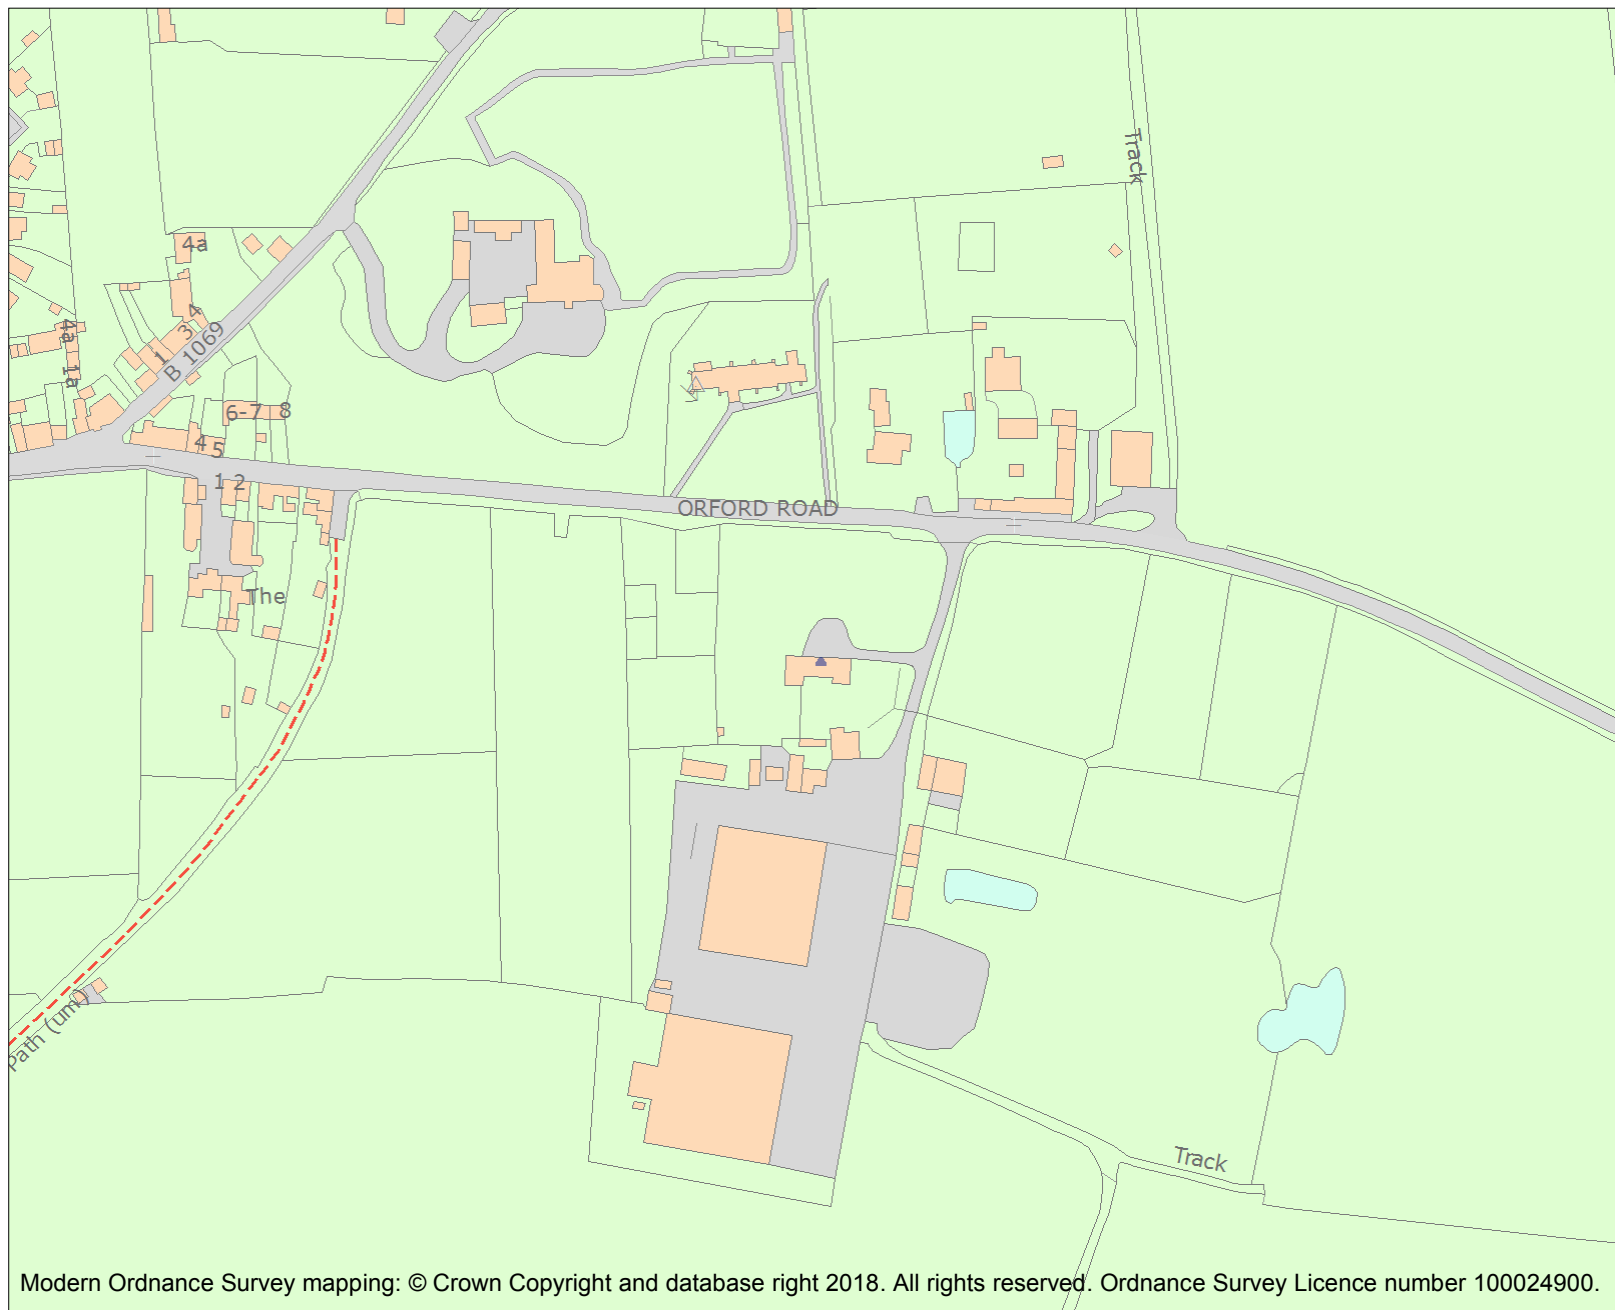 Track
4a
4
3
1
B 1069
4a
1a
6-7
8
4
5
1
2
ORFORD ROAD
The
Path (um)
Track
Modern Ordnance Survey mapping: © Crown Copyright and database right 2018. All rights reserved. Ordnance Survey Licence number 100024900.